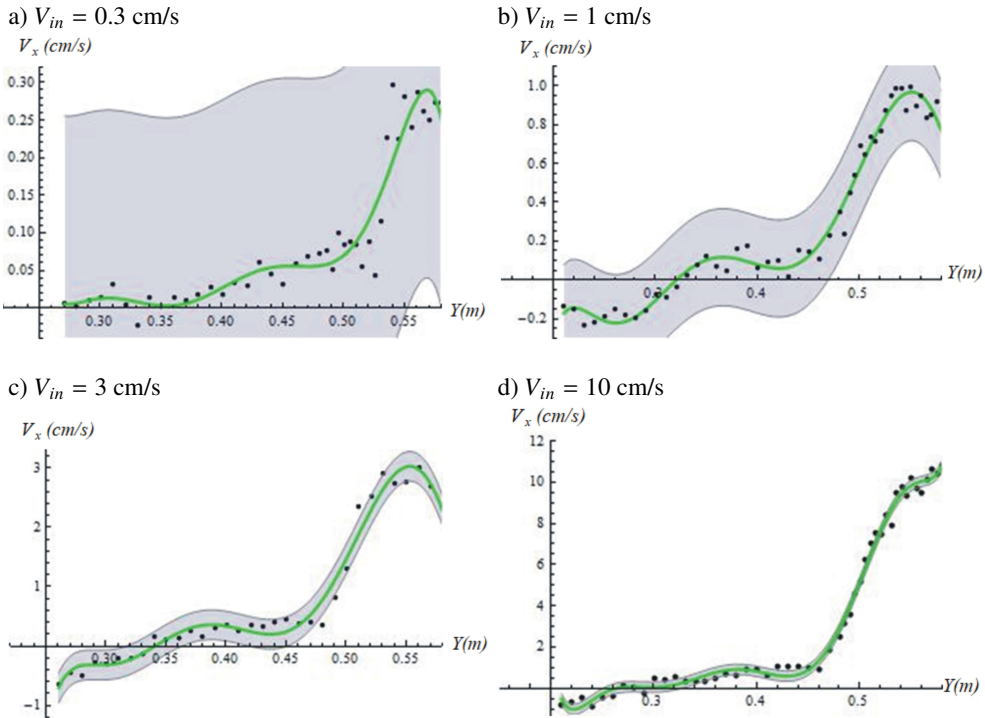 a) V_in = 0.3 cm/s
V_x (cm/s)
0.30
0.25
0.20
0.15
0.10
0.05
0.30 0.35 0.40 0.45 0.50 0.55 Y(m)
b) V_in = 1 cm/s
V_x (cm/s)
1.0
0.8
0.6
0.4
0.2
0.3 0.4 0.5 Y(m)
−0.2
c) V_in = 3 cm/s
V_x (cm/s)
3
2
1
0.30 0.35 0.40 0.45 0.50 0.55 Y(m)
−1
d) V_in = 10 cm/s
V_x (cm/s)
12
10
8
6
4
2
0.3 0.4 0.5 Y(m)